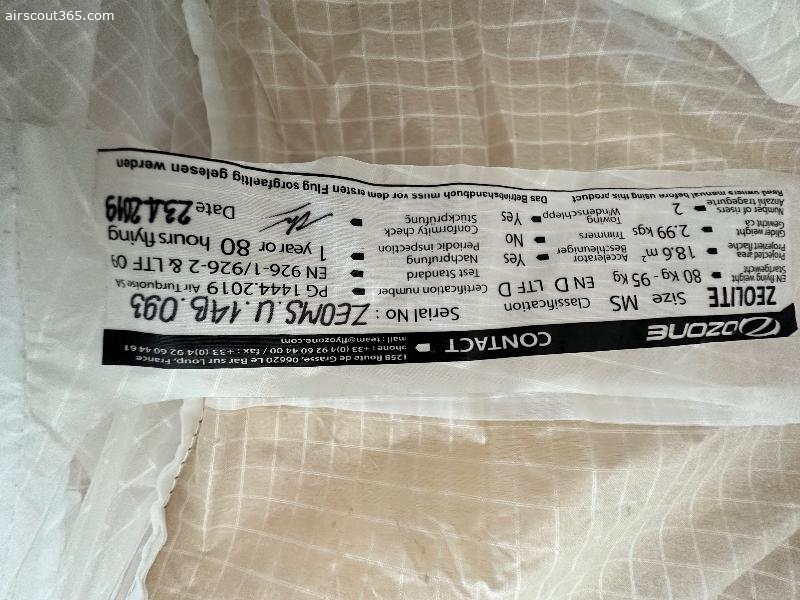 airscout365.com
OZONE
CONTACT
1258 Route de Grasse, 06620 Le Bar sur Loup, France
phone : +33 (0)4 92 60 44 00 / fax : +33 (0)4 92 60 44 61
mail : team@flyozone.com
ZEOLITE Size MS
Classification EN D LTF D
Serial No : ZEOMS.U.14B.093
EN flying weight
Startgewicht
80 kg - 95 kg
Projected area
Projezierflache
18.6 m²
Glider weight
Gewicht ca
2.99 kgs
Number of risers
Anzahl tragegurte
2
Accelerator
Beschleuniger
Yes
Trimmers
No
Towing
Windenschlepp
Yes
Certification number
PG 1444.2019 Air Turquoise SA
Test Standard
EN 926-1/926-2 & LTF 09
Nachprüfung
Periodic inspection
1 year or 80 hours flying
Conformity check
Stückprüfung
Date 23.1.2019
Read owners manual before using this product
Das Betriebshandbuch muss vor dem ersten Flug sorgfaeltig gelesen werden